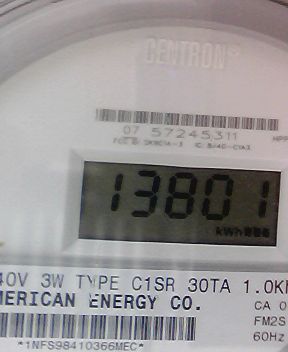 CENTRON®
07 57245311
13801
kWh
40V 3W TYPE C1SR 30TA 1.0K
MERICAN ENERGY CO.
CA 0
FM2S
60Hz
*1NFS98410366MEC*